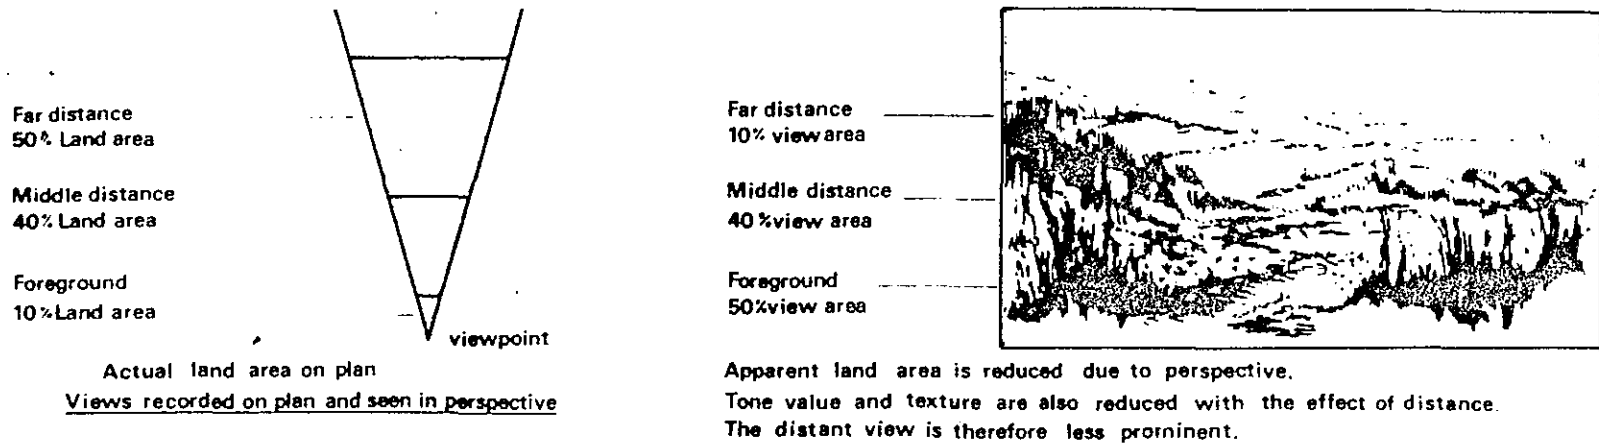 Far distance
50% Land area
Middle distance
40% Land area
Foreground
10% Land area
viewpoint
Actual land area on plan
Views recorded on plan and seen in perspective
Far distance
10% view area
Middle distance
40% view area
Foreground
50% view area
Apparent land area is reduced due to perspective.
Tone value and texture are also reduced with the effect of distance.
The distant view is therefore less prominent.